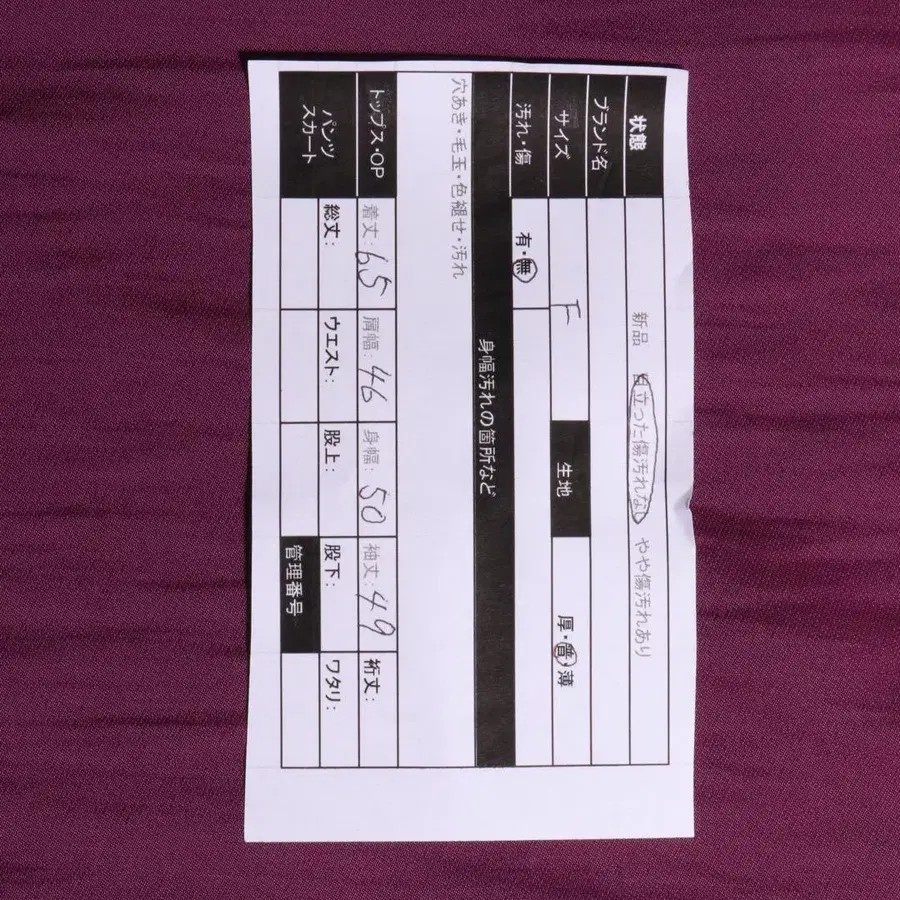 状態 新品 目立った傷汚れなし やや傷汚れあり
ブランド名
サイズ F 生地 厚・普・薄
汚れ・傷 有・無
身幅汚れの箇所など
穴あき・毛玉・色褪せ・汚れ
トップス・OP 着丈:65 肩幅:46 身幅:50 袖丈:49 裄丈:
パンツ 総丈: ウエスト: 股上: 股下: ワタリ:
スカート 管理番号